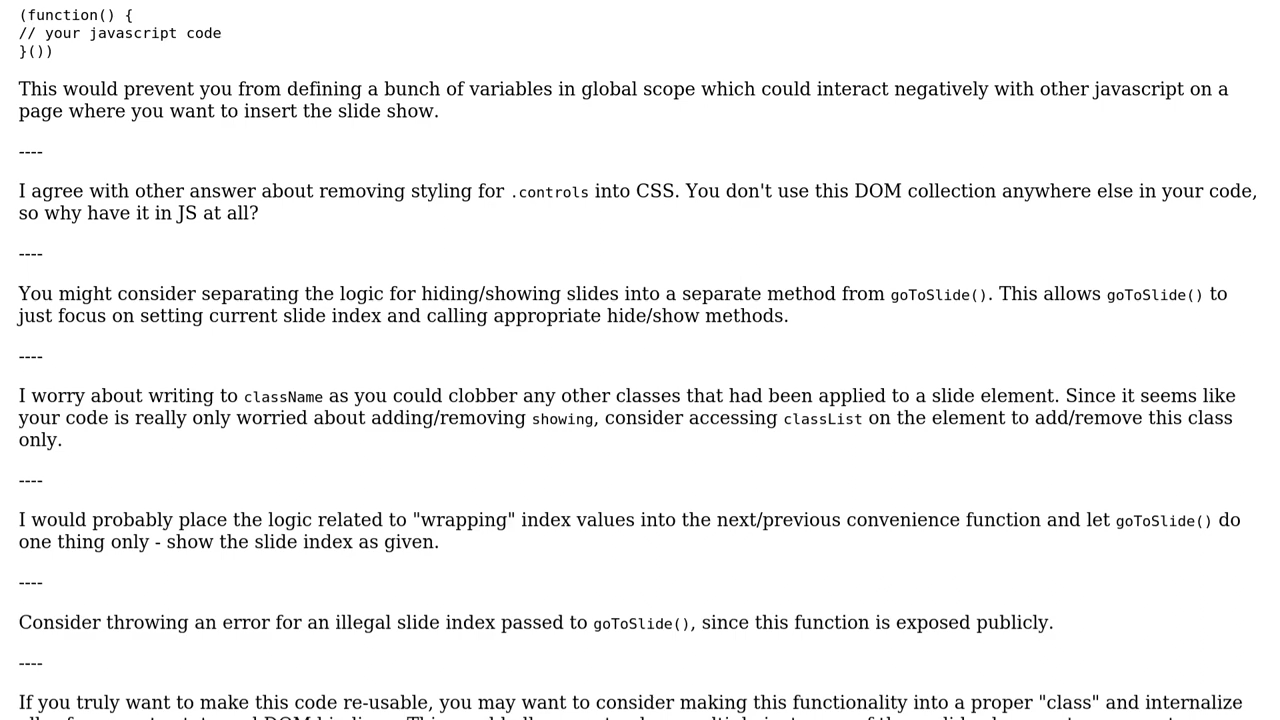 (function() {
// your javascript code
}())
This would prevent you from defining a bunch of variables in global scope which could interact negatively with other javascript on a
page where you want to insert the slide show.
----
I agree with other answer about removing styling for .controls into CSS. You don't use this DOM collection anywhere else in your code,
so why have it in JS at all?
----
You might consider separating the logic for hiding/showing slides into a separate method from goToSlide(). This allows goToSlide() to
just focus on setting current slide index and calling appropriate hide/show methods.
----
I worry about writing to className as you could clobber any other classes that had been applied to a slide element. Since it seems like
your code is really only worried about adding/removing showing, consider accessing classList on the element to add/remove this class
only.
----
I would probably place the logic related to "wrapping" index values into the next/previous convenience function and let goToSlide() do
one thing only - show the slide index as given.
----
Consider throwing an error for an illegal slide index passed to goToSlide(), since this function is exposed publicly.
----
If you truly want to make this code re-usable, you may want to consider making this functionality into a proper "class" and internalize